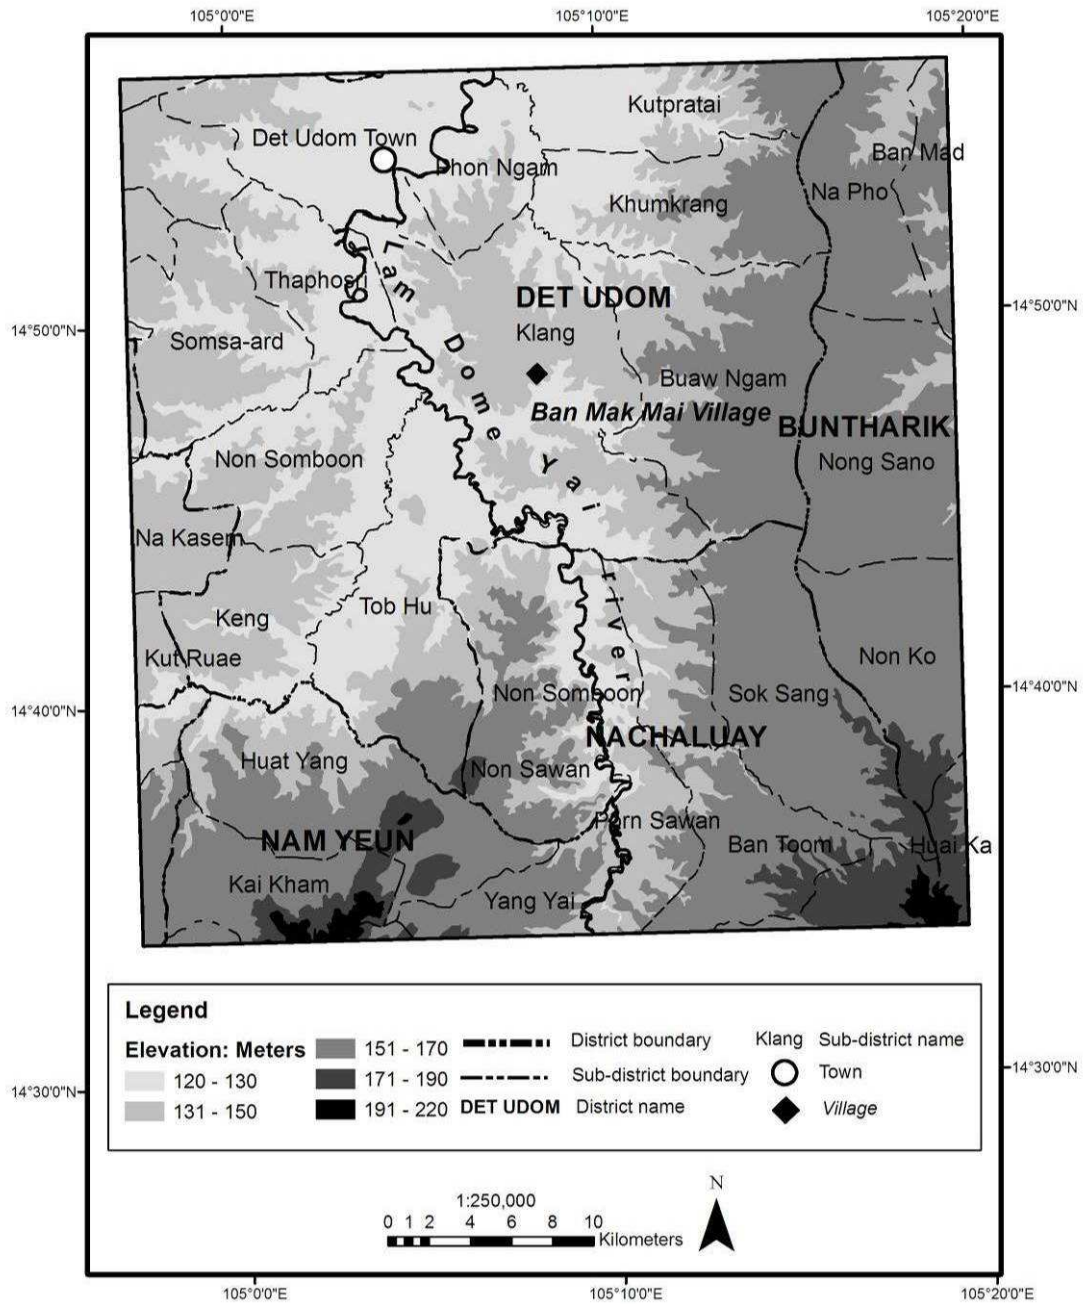 105°0'0"E
105°10'0"E
105°20'0"E
Kutpratai
Det Udom Town
Ban Mad
Phon Ngam
Na Pho
Khumkrang
Lam Dome Yai river
Thaphosri
DET UDOM
14°50'0"N
14°50'0"N
Klang
Somsa-ard
Buaw Ngam
Ban Mak Mai Village
BUNTHARIK
Non Somboon
Nong Sano
Na Kasem
Tob Hu
Keng
Kut Ruae
Non Ko
Non Somboon
Sok Sang
14°40'0"N
14°40'0"N
NACHALUAY
Huat Yang
Non Sawan
Porn Sawan
NAM YEUN
Ban Toom
Huai Ka
Kai Kham
Yang Yai
Legend
Elevation: Meters
120 - 130
131 - 150
151 - 170
171 - 190
191 - 220
District boundary
Sub-district boundary
DET UDOM District name
Klang Sub-district name
Town
Village
14°30'0"N
14°30'0"N
1:250,000
0 1 2 4 6 8 10
Kilometers
N
105°0'0"E
105°10'0"E
105°20'0"E